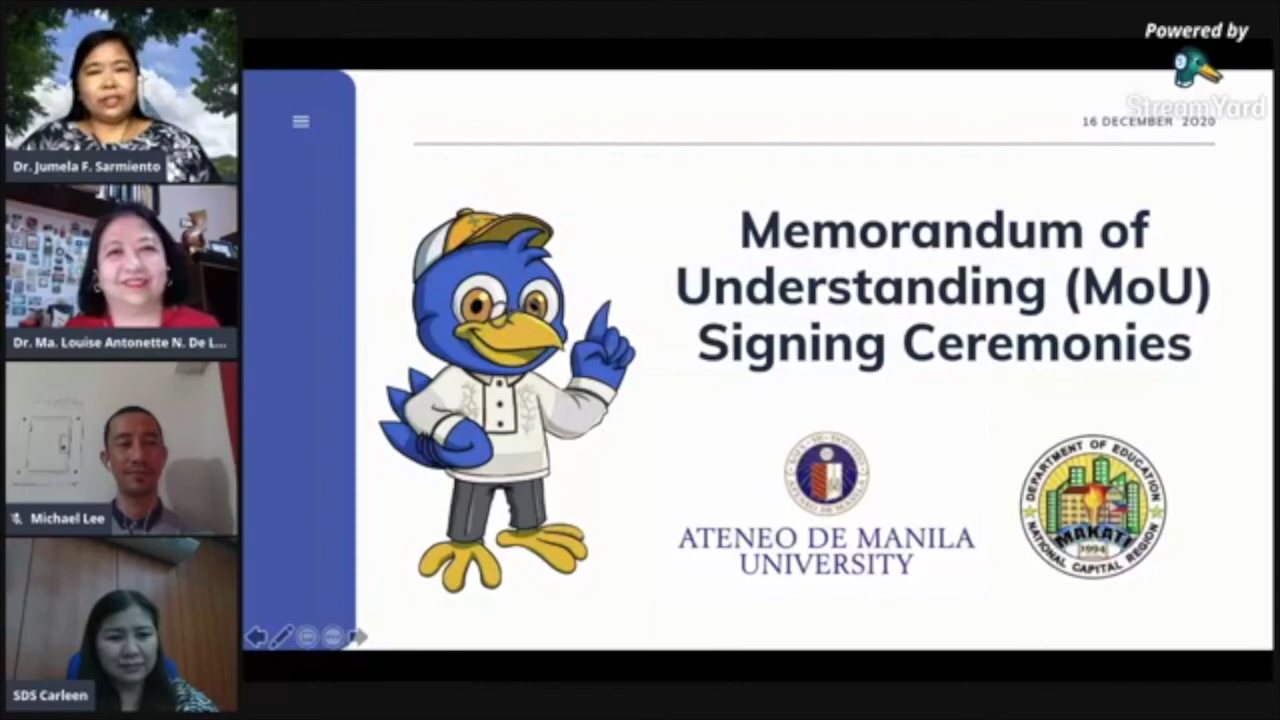 Powered by
StreamYard
16 DECEMBER 2020
Memorandum of
Understanding (MoU)
Signing Ceremonies
ATENEO DE MANILA
UNIVERSITY
DEPARTMENT OF EDUCATION
MAKATI
1994
NATIONAL CAPITAL REGION
Dr. Jumela F. Sarmiento
Dr. Ma. Louise Antonette N. De L...
Michael Lee
SDS Carleen